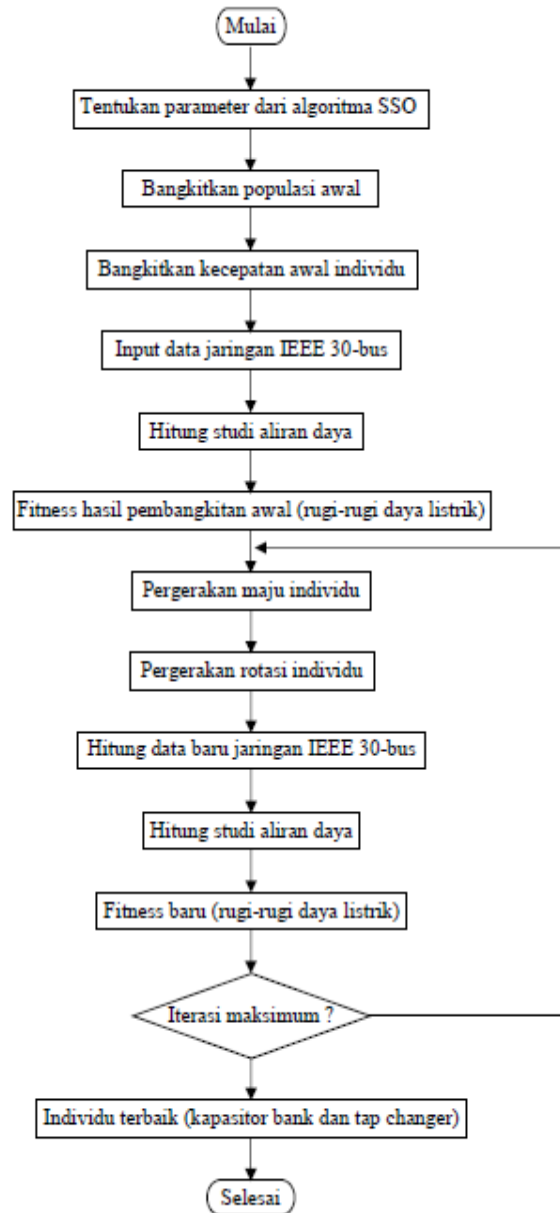 Mulai
Tentukan parameter dari algoritma SSO
Bangkitkan populasi awal
Bangkitkan kecepatan awal individu
Input data jaringan IEEE 30-bus
Hitung studi aliran daya
Fitness hasil pembangkitan awal (rugi-rugi daya listrik)
Pergerakan maju individu
Pergerakan rotasi individu
Hitung data baru jaringan IEEE 30-bus
Hitung studi aliran daya
Fitness baru (rugi-rugi daya listrik)
Iterasi maksimum ?
Individu terbaik (kapasitor bank dan tap changer)
Selesai